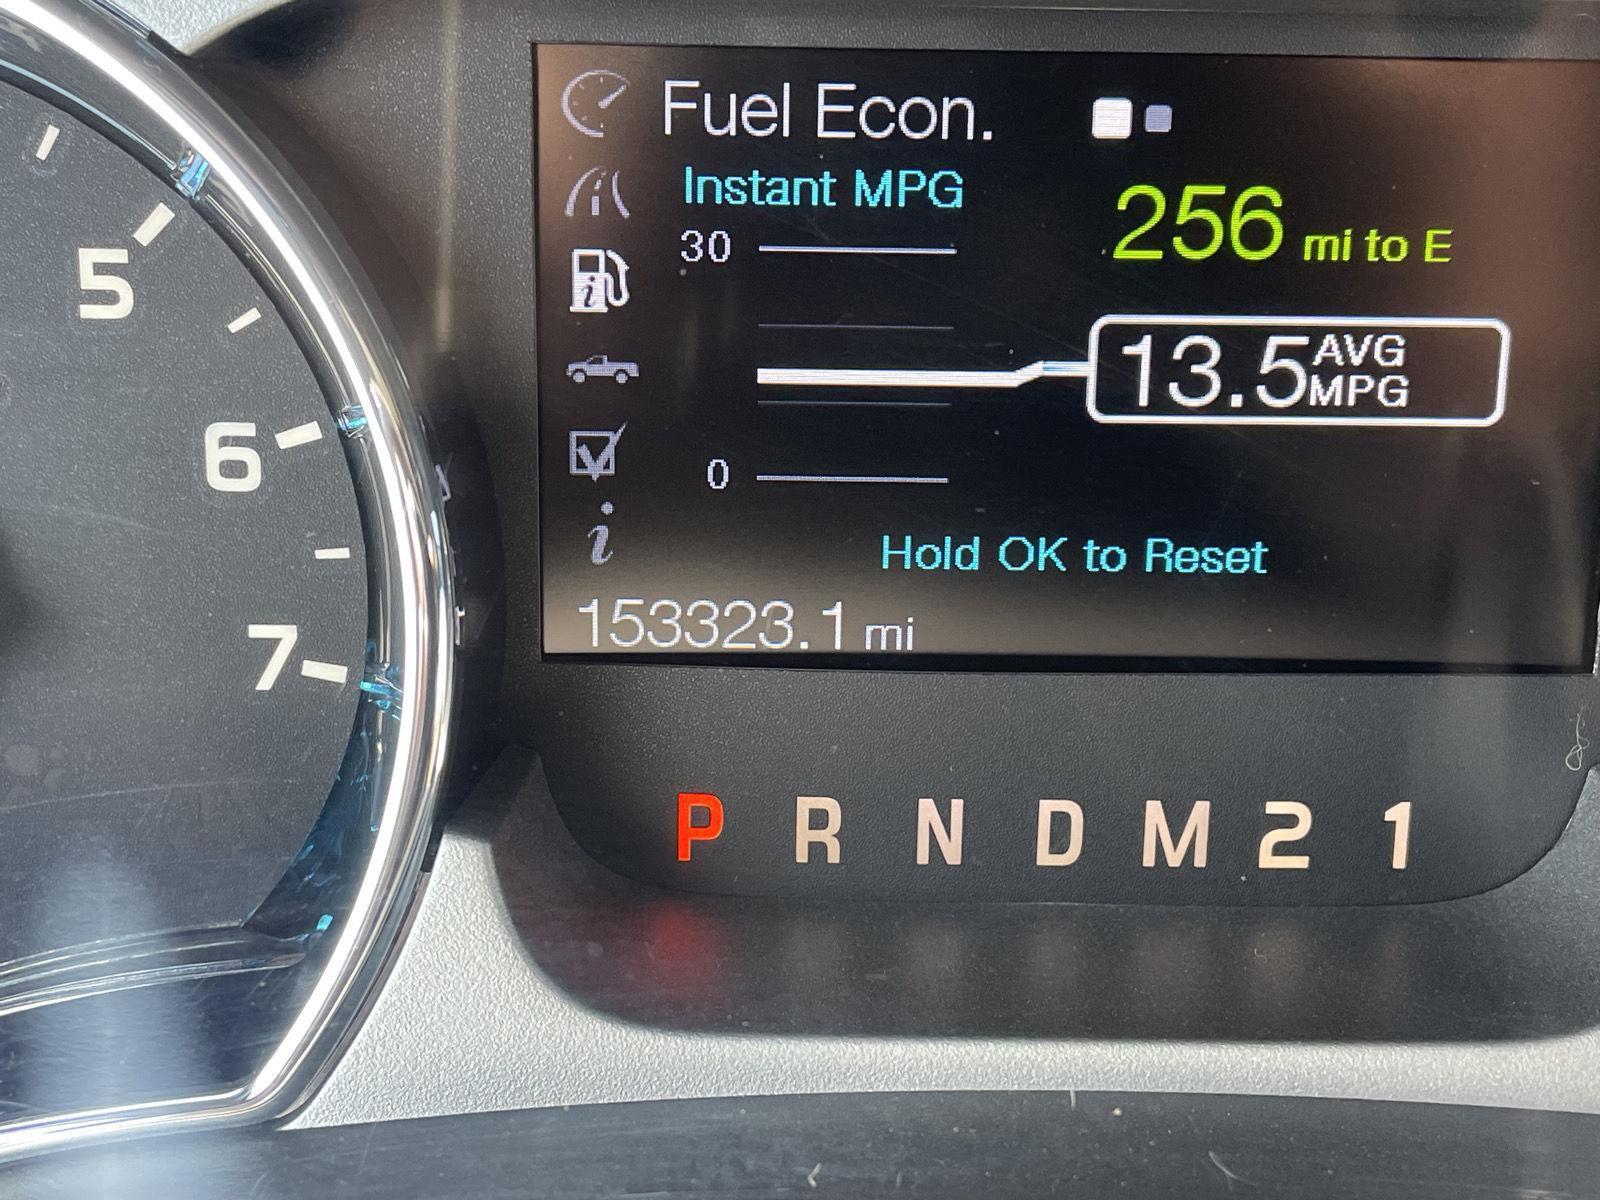 5
6
7
Fuel Econ.
Instant MPG
30
256 mi to E
13.5 AVG MPG
0
Hold OK to Reset
153323.1 mi
P R N D M 2 1